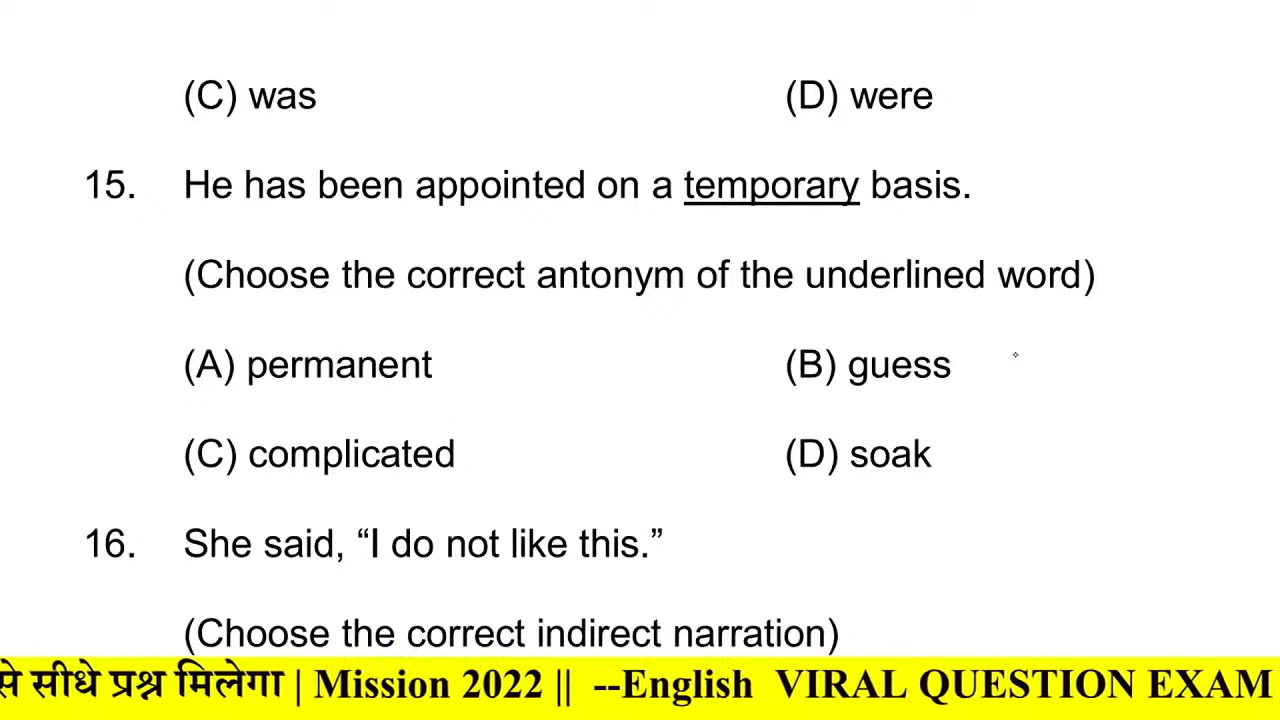 (C) was (D) were
15. He has been appointed on a temporary basis.
(Choose the correct antonym of the underlined word)
(A) permanent (B) guess
(C) complicated (D) soak
16. She said, “I do not like this.”
(Choose the correct indirect narration)
से सीधे प्रश्न मिलेगा | Mission 2022 || --English VIRAL QUESTION EXAM